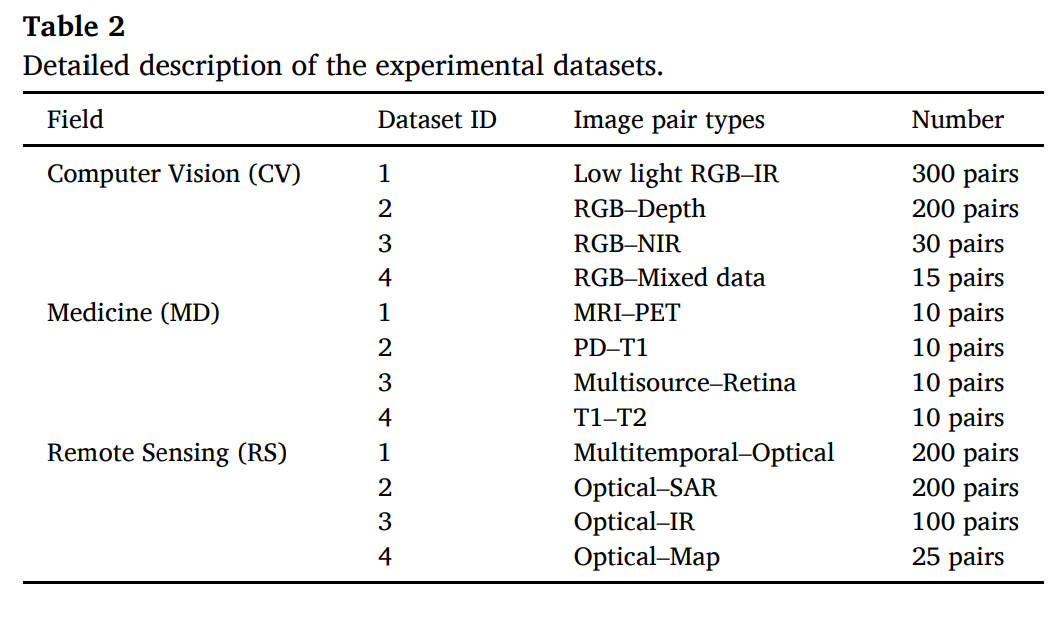 Table 2
Detailed description of the experimental datasets.
Field Dataset ID Image pair types Number
Computer Vision (CV) 1 Low light RGB–IR 300 pairs
2 RGB–Depth 200 pairs
3 RGB–NIR 30 pairs
4 RGB–Mixed data 15 pairs
Medicine (MD) 1 MRI–PET 10 pairs
2 PD–T1 10 pairs
3 Multisource–Retina 10 pairs
4 T1–T2 10 pairs
Remote Sensing (RS) 1 Multitemporal–Optical 200 pairs
2 Optical–SAR 200 pairs
3 Optical–IR 100 pairs
4 Optical–Map 25 pairs